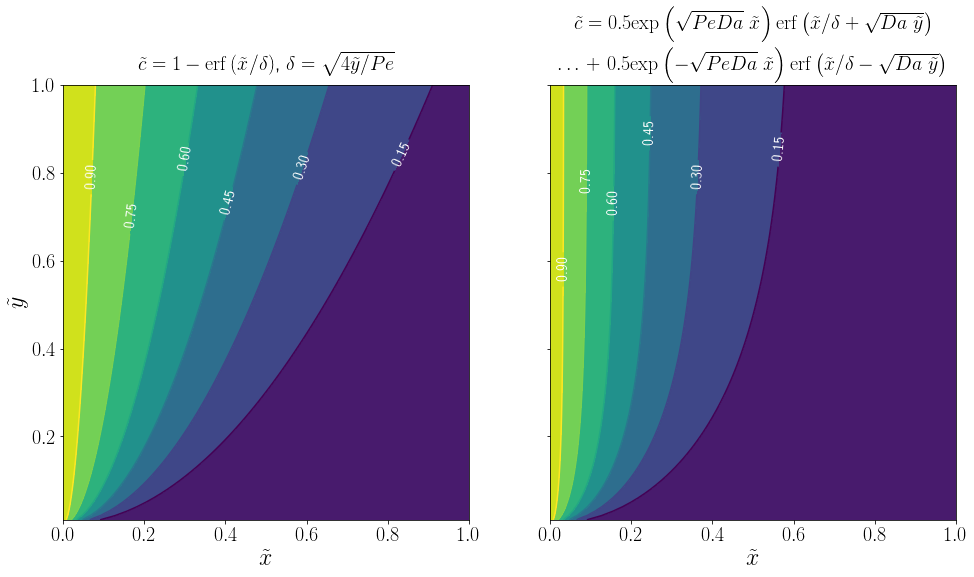 c̃ = 1 − erf (x̃/δ), δ = √(4ỹ/Pe)
c̃ = 0.5exp (√(PeDa) x̃) erf (x̃/δ + √(Da ỹ))
… + 0.5exp (−√(PeDa) x̃) erf (x̃/δ − √(Da ỹ))
1.0
0.8
0.6
0.4
0.2
ỹ
0.90
0.75
0.60
0.45
0.30
0.15
0.0 0.2 0.4 0.6 0.8 1.0
x̃
0.90
0.75
0.60
0.45
0.30
0.15
0.0 0.2 0.4 0.6 0.8 1.0
x̃